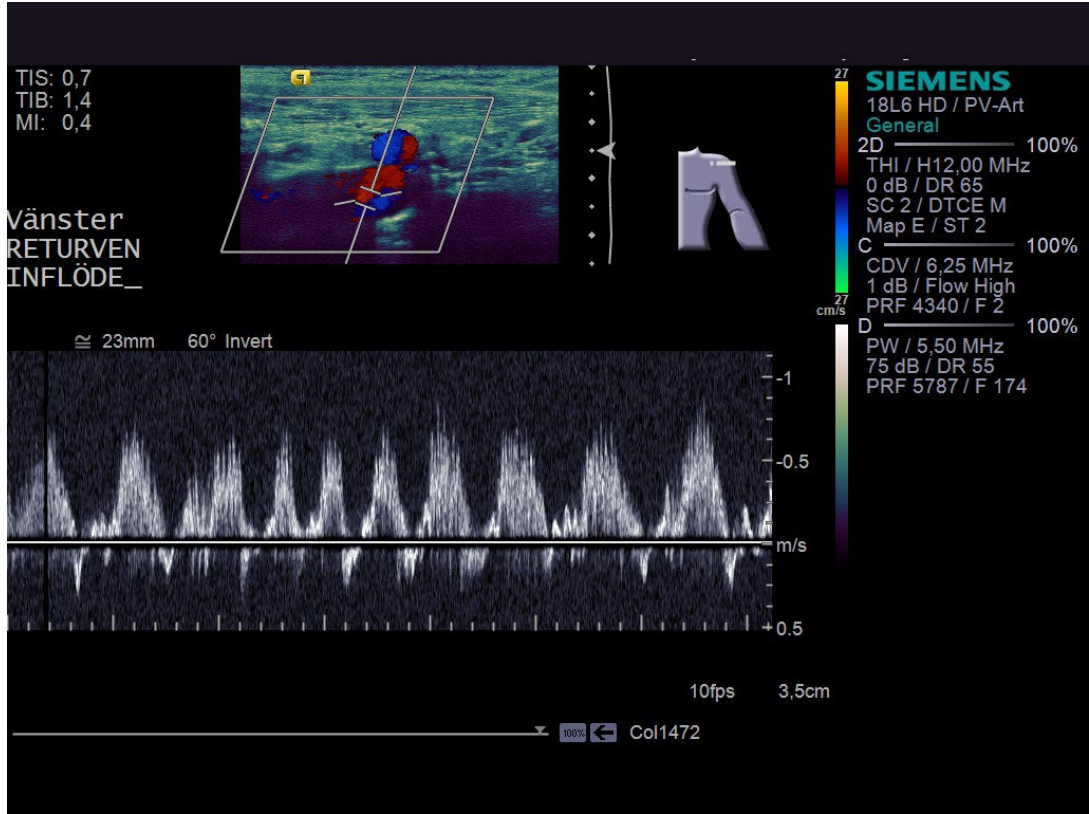 TIS: 0,7
TIB: 1,4
MI: 0,4
Vänster
RETURVEN
INFLÖDE_
27
27
cm/s
SIEMENS
18L6 HD / PV-Art
General
2D 100%
THI / H12,00 MHz
0 dB / DR 65
SC 2 / DTCE M
Map E / ST 2
C 100%
CDV / 6,25 MHz
1 dB / Flow High
PRF 4340 / F 2
D 100%
PW / 5,50 MHz
75 dB / DR 55
PRF 5787 / F 174
≅ 23mm 60° Invert
-1
-0.5
m/s
0.5
10fps 3,5cm
100% Col1472